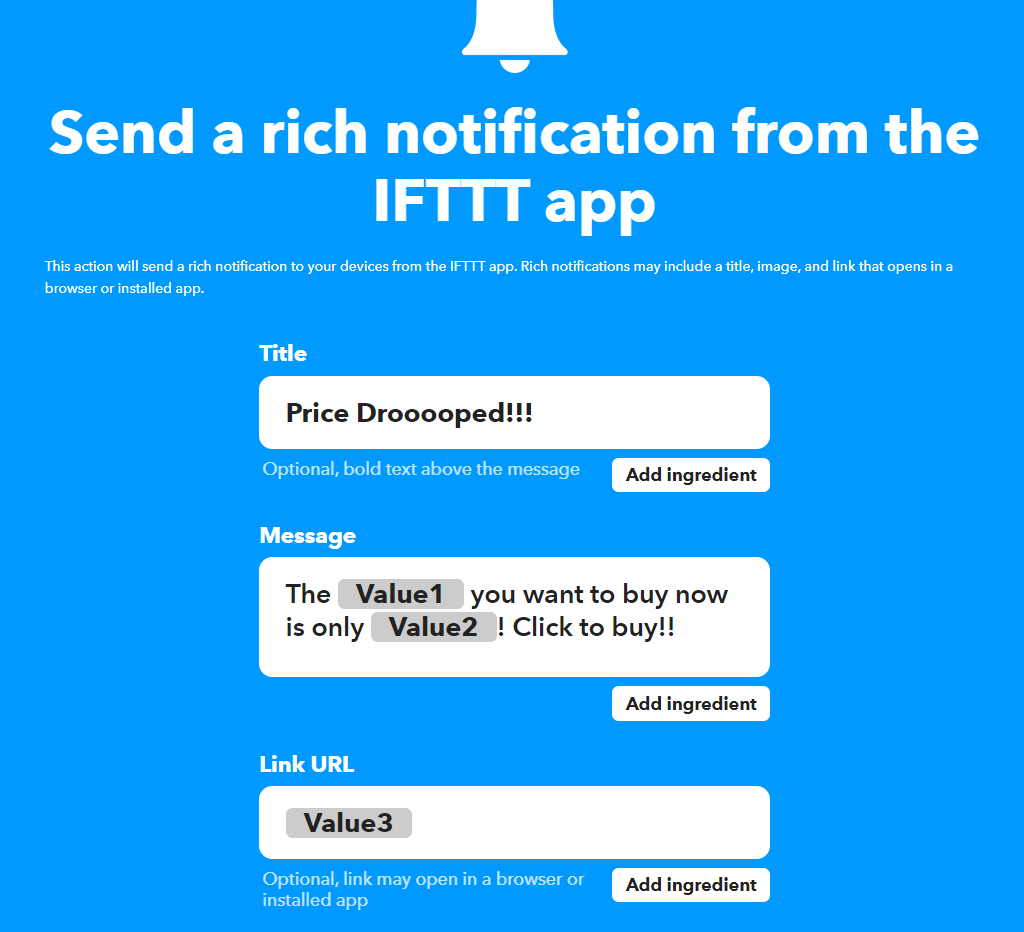 Send a rich notification from the
IFTTT app
This action will send a rich notification to your devices from the IFTTT app. Rich notifications may include a title, image, and link that opens in a
browser or installed app.
Title
Price Drooooped!!!
Optional, bold text above the message
Add ingredient
Message
The Value1 you want to buy now
is only Value2! Click to buy!!
Add ingredient
Link URL
Value3
Optional, link may open in a browser or
installed app
Add ingredient